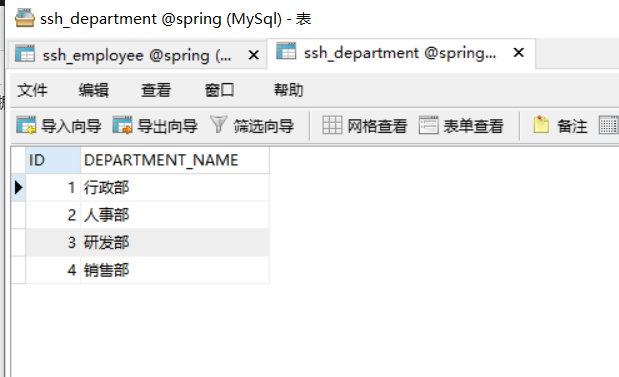 ssh_department @spring (MySql) - 表
ssh_employee @spring (... ssh_department @spring...
文件 编辑 查看 窗口 帮助
导入向导 导出向导 筛选向导 网格查看 表单查看 备注
ID DEPARTMENT_NAME
1 行政部
2 人事部
3 研发部
4 销售部